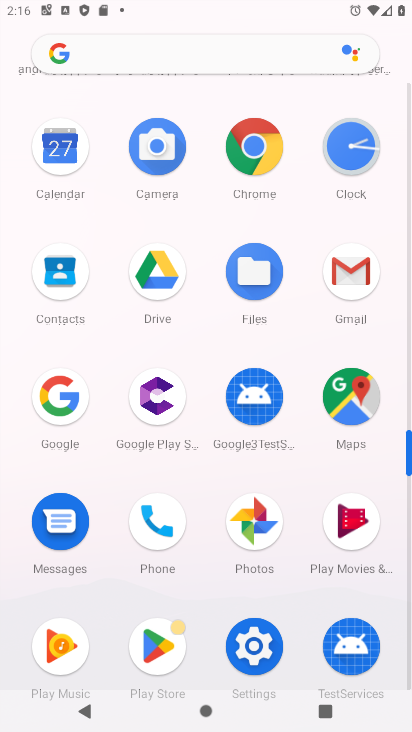 2:16
Calendar Camera Chrome Clock
Contacts Drive Files Gmail
Google Google Play S... Google3TestS... Maps
Messages Phone Photos Play Movies &...
Play Music Play Store Settings TestServices